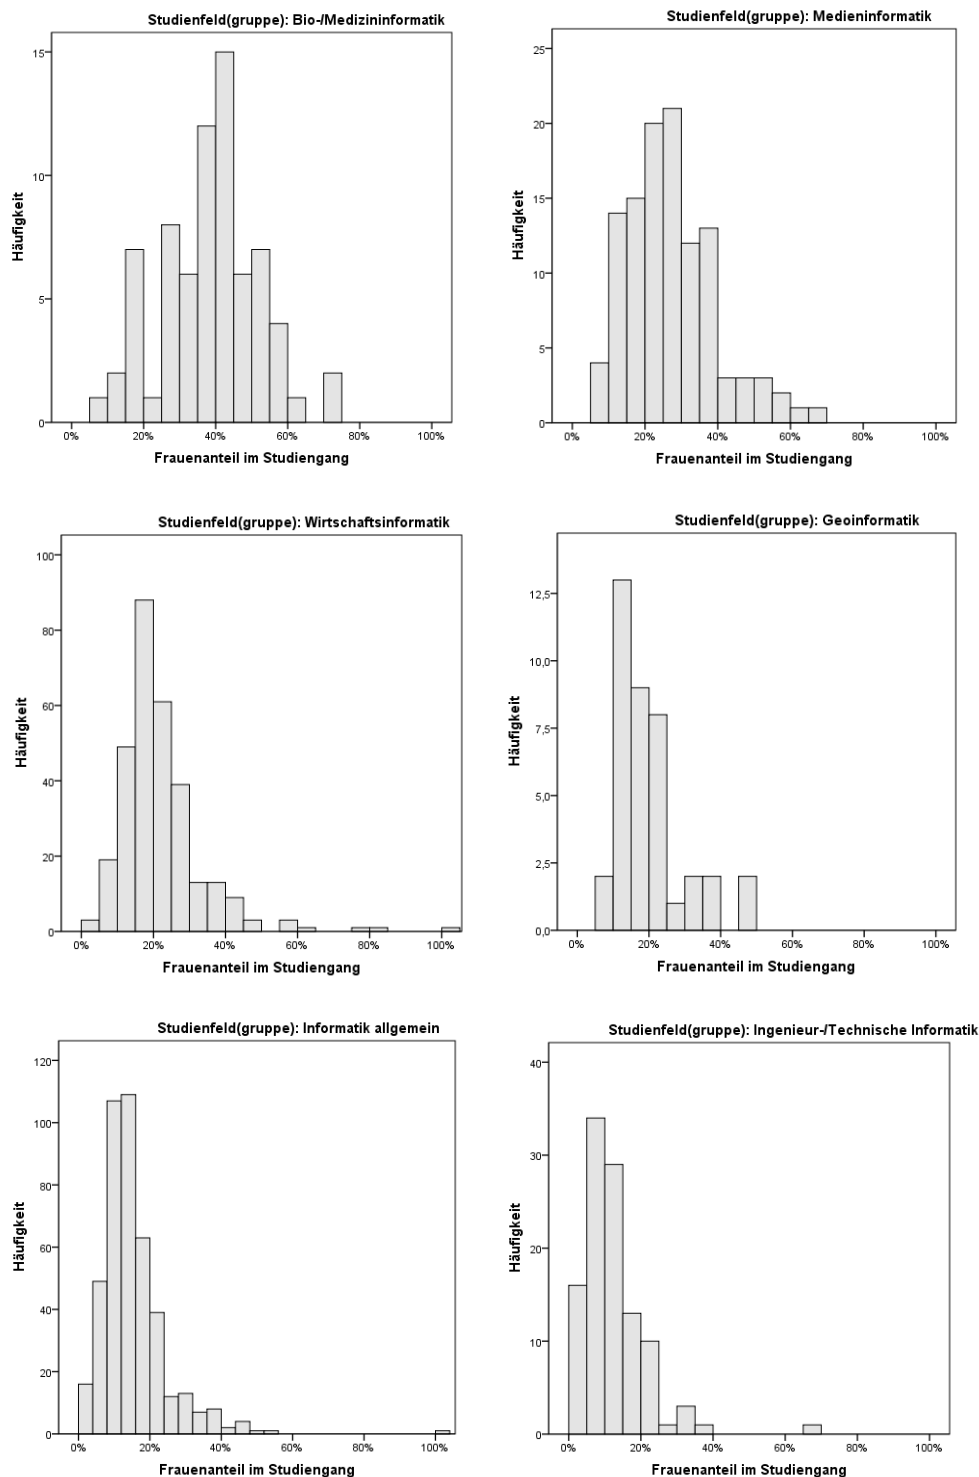 Studienfeld(gruppe): Bio-/Medizininformatik
15
10
5
0
Häufigkeit
0% 20% 40% 60% 80% 100%
Frauenanteil im Studiengang
Studienfeld(gruppe): Medieninformatik
25
20
15
10
5
0
Häufigkeit
0% 20% 40% 60% 80% 100%
Frauenanteil im Studiengang
Studienfeld(gruppe): Wirtschaftsinformatik
100
80
60
40
20
0
Häufigkeit
0% 20% 40% 60% 80% 100%
Frauenanteil im Studiengang
Studienfeld(gruppe): Geoinformatik
12,5
10,0
7,5
5,0
2,5
0,0
Häufigkeit
0% 20% 40% 60% 80% 100%
Frauenanteil im Studiengang
Studienfeld(gruppe): Informatik allgemein
120
100
80
60
40
20
0
Häufigkeit
0% 20% 40% 60% 80% 100%
Frauenanteil im Studiengang
Studienfeld(gruppe): Ingenieur-/Technische Informatik
40
30
20
10
0
Häufigkeit
0% 20% 40% 60% 80% 100%
Frauenanteil im Studiengang